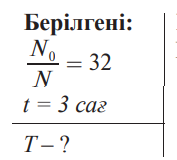 Берілгені:
N₀/N = 32
t = 3 сағ
T – ?